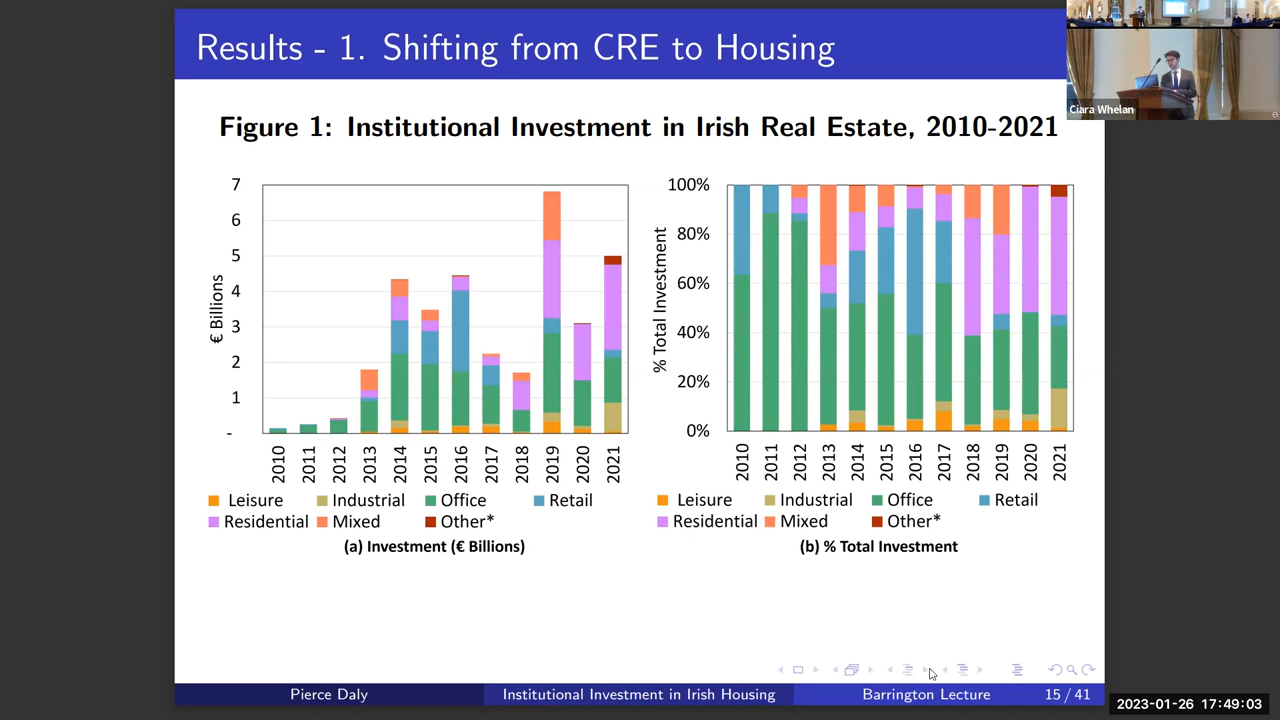 Results - 1. Shifting from CRE to Housing
Ciara Whelan
Figure 1: Institutional Investment in Irish Real Estate, 2010-2021
€ Billions
7
6
5
4
3
2
1
-
2010 2011 2012 2013 2014 2015 2016 2017 2018 2019 2020 2021
Leisure Industrial Office Retail
Residential Mixed Other*
(a) Investment (€ Billions)
% Total Investment
100%
80%
60%
40%
20%
0%
2010 2011 2012 2013 2014 2015 2016 2017 2018 2019 2020 2021
Leisure Industrial Office Retail
Residential Mixed Other*
(b) % Total Investment
Pierce Daly Institutional Investment in Irish Housing Barrington Lecture 15 / 41
2023-01-26 17:49:03